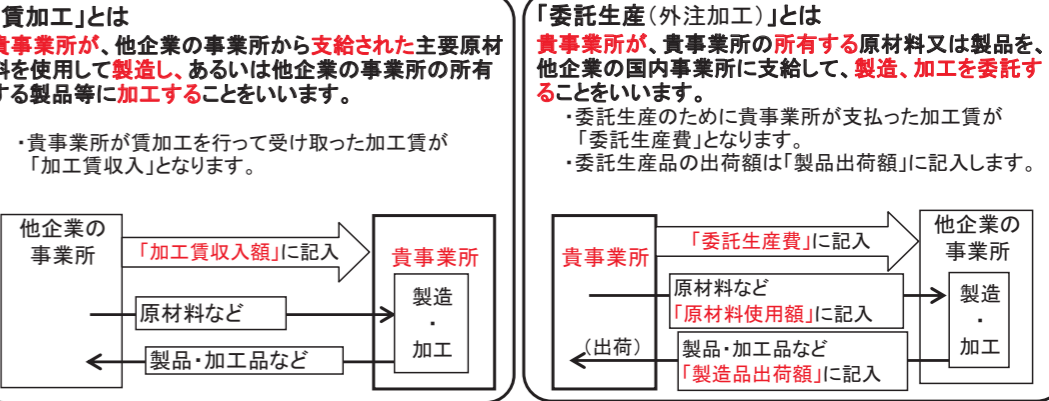 賃加工」とは
貴事業所が、他企業の事業所から支給された主要原材
料を使用して製造し、あるいは他企業の事業所の所有
する製品等に加工することをいいます。
・貴事業所が賃加工を行って受け取った加工賃が
「加工賃収入」となります。
他企業の
事業所
「加工賃収入額」に記入
貴事業所
原材料など
製造
・
加工
製品・加工品など
「委託生産(外注加工)」とは
貴事業所が、貴事業所の所有する原材料又は製品を、
他企業の国内事業所に支給して、製造、加工を委託す
ることをいいます。
・委託生産のために貴事業所が支払った加工賃が
「委託生産費」となります。
・委託生産品の出荷額は「製品出荷額」に記入します。
貴事業所
「委託生産費」に記入
他企業の
事業所
原材料など
「原材料使用額」に記入
製造
・
加工
(出荷)
製品・加工品など
「製造品出荷額」に記入